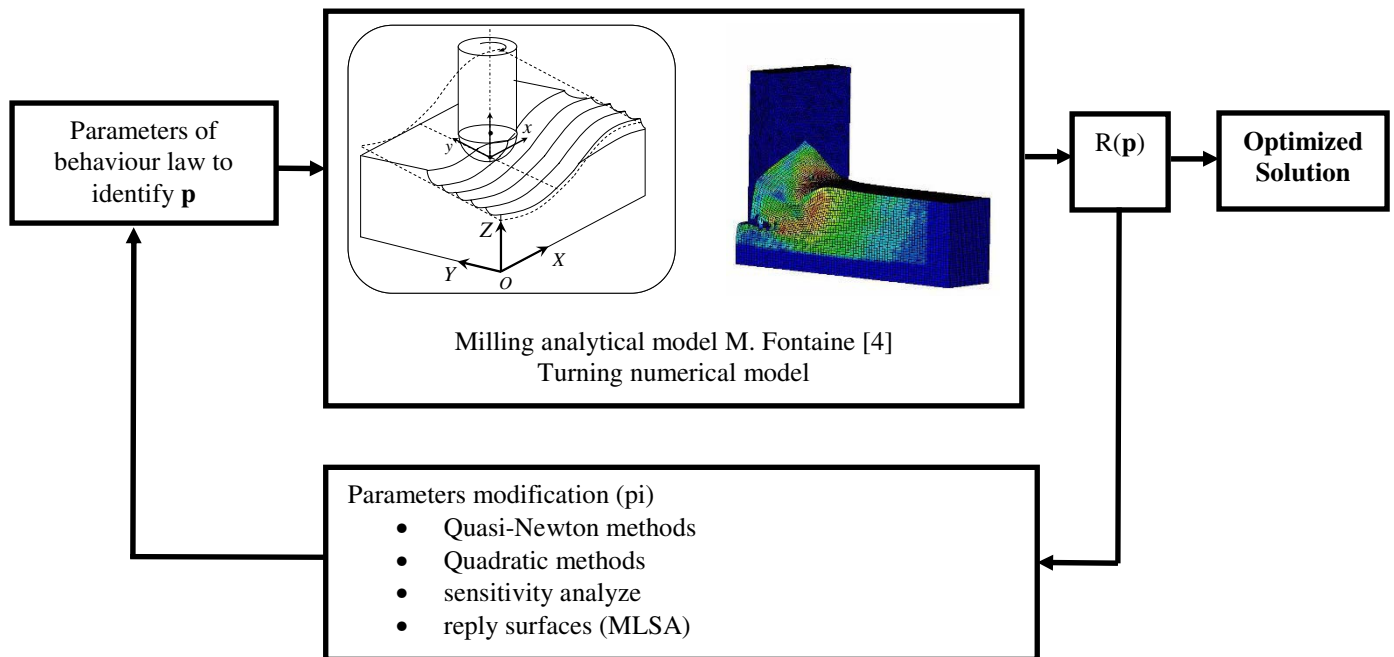 Parameters of
behaviour law to
identify p
x
y
Z
Y
X
O
Milling analytical model M. Fontaine [4]
Turning numerical model
R(p)
Optimized
Solution
Parameters modification (pi)
• Quasi-Newton methods
• Quadratic methods
• sensitivity analyze
• reply surfaces (MLSA)